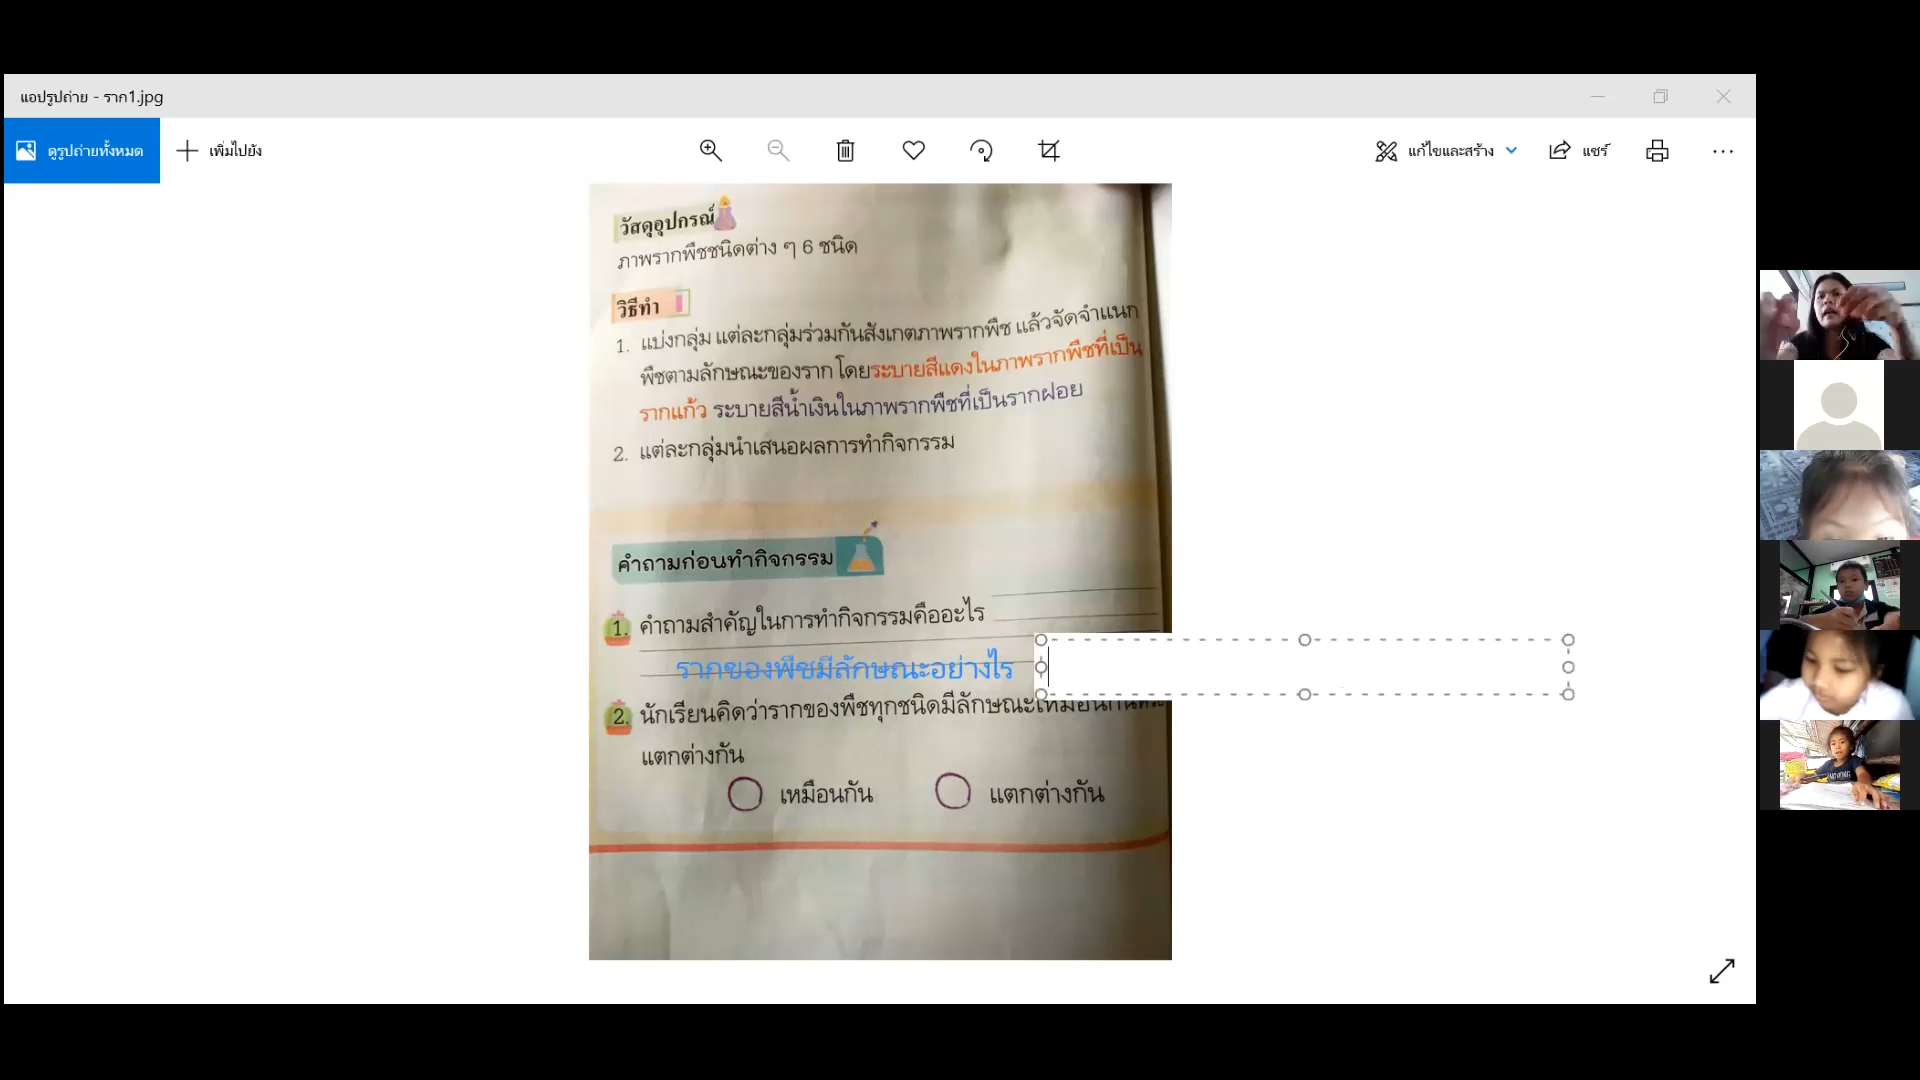 แอปรูปถ่าย - ราก1.jpg
ดูรูปถ่ายทั้งหมด
เพิ่มไปยัง
แก้ไขและสร้าง
แชร์
วัสดุอุปกรณ์
ภาพรากพืชชนิดต่าง ๆ 6 ชนิด
วิธีทำ
1. แบ่งกลุ่ม แต่ละกลุ่มร่วมกันสังเกตภาพรากพืช แล้วจัดจำแนก
พืชตามลักษณะของราก โดยระบายสีแดงในภาพรากพืชที่เป็น
รากแก้ว ระบายสีน้ำเงินในภาพรากพืชที่เป็นรากฝอย
2. แต่ละกลุ่มนำเสนอผลการทำกิจกรรม
คำถามก่อนทำกิจกรรม
1. คำถามสำคัญในการทำกิจกรรมคืออะไร
รากของพืชมีลักษณะอย่างไร
2. นักเรียนคิดว่ารากของพืชทุกชนิดมีลักษณะเหมือนกัน
แตกต่างกัน
เหมือนกัน
แตกต่างกัน